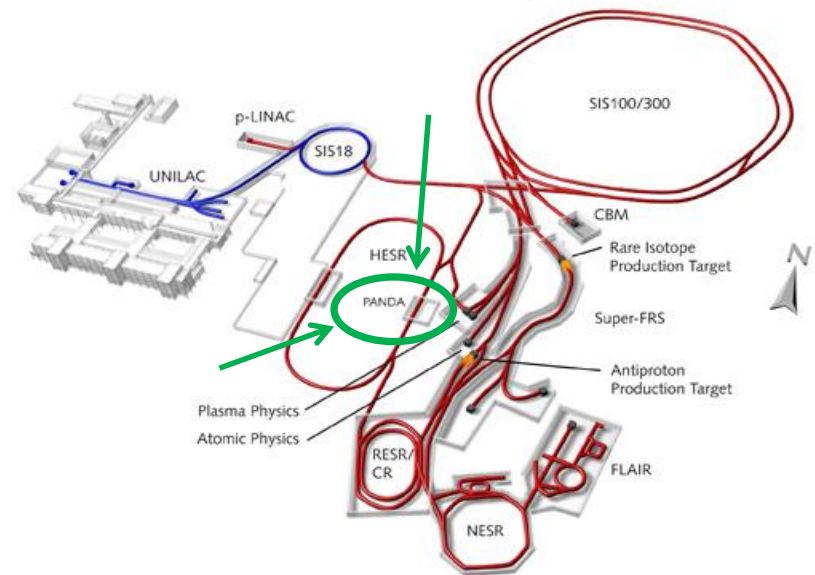 SIS100/300
p-LINAC
SIS18
UNILAC
CBM
Rare Isotope
Production Target
N
HESR
PANDA
Super-FRS
Antiproton
Production Target
Plasma Physics
Atomic Physics
RESR/
CR
FLAIR
NESR